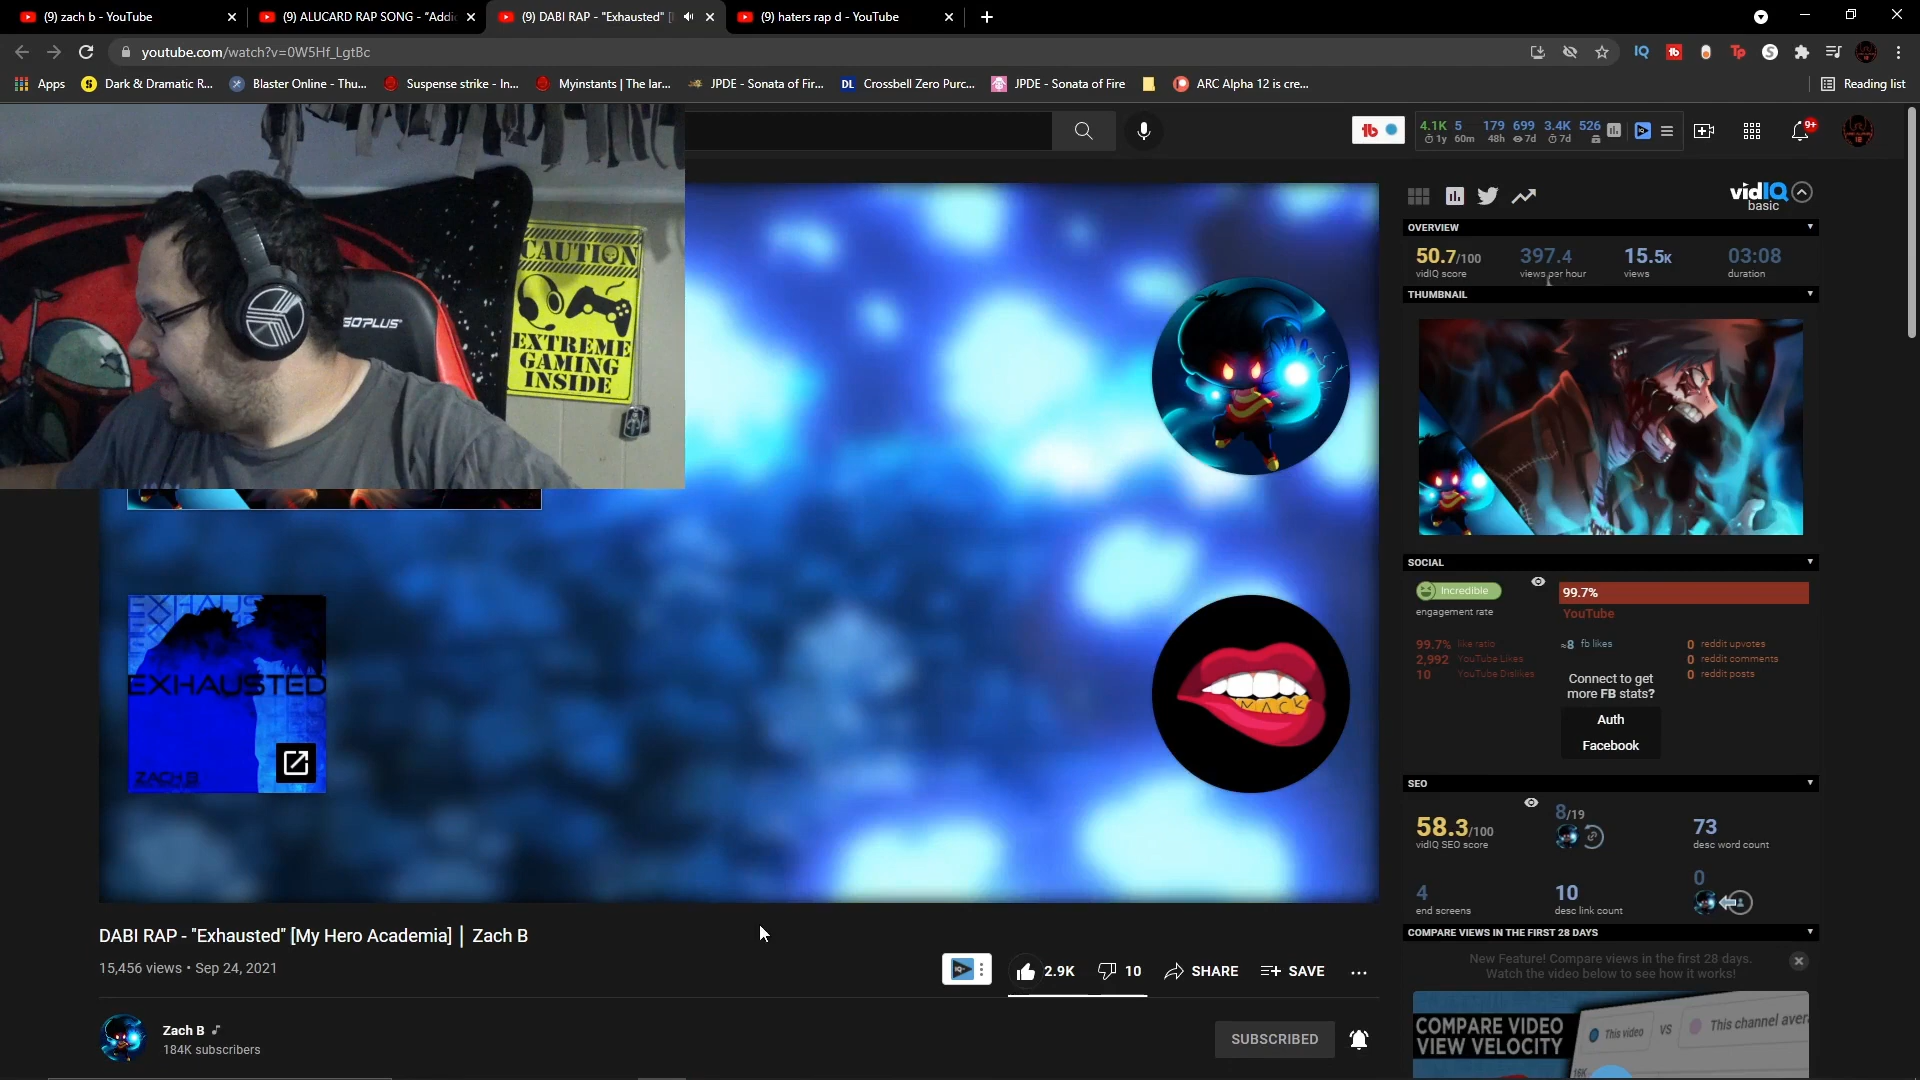 (9) zach b - YouTube
(9) ALUCARD RAP SONG - "Addic
(9) DABI RAP - "Exhausted" [
(9) haters rap d - YouTube
youtube.com/watch?v=0W5Hf_LgtBc
Apps
Dark & Dramatic R...
Blaster Online - Thu...
Suspense strike - In...
Myinstants | The lar...
JPDE - Sonata of Fir...
DL Crossbell Zero Purc...
JPDE - Sonata of Fire
ARC Alpha 12 is cre...
Reading list
4.1K 5 179 699 3.4K 526
1y 60m 48h 7d 7d
9+
CAUTION
EXTREME
GAMING
INSIDE
GTPLUS
EXHAUSTED
ZACH B
MACK
DABI RAP - "Exhausted" [My Hero Academia] | Zach B
15,456 views • Sep 24, 2021
2.9K
10
SHARE
SAVE
Zach B
184K subscribers
SUBSCRIBED
vidIQ
basic
OVERVIEW
50.7/100 397.4 15.5K 03:08
vidIQ score views per hour views duration
THUMBNAIL
SOCIAL
Incredible
engagement rate
99.7%
YouTube
99.7% like ratio
2,992 YouTube Likes
10 YouTube Dislikes
≈8 fb likes
0 reddit upvotes
0 reddit comments
0 reddit posts
Connect to get
more FB stats?
Auth
Facebook
SEO
58.3/100
vidIQ SEO score
8/19
73
desc word count
4
end screens
10
desc link count
0
COMPARE VIEWS IN THE FIRST 28 DAYS
New Feature! Compare views in the first 28 days.
Watch the video below to see how it works!
COMPARE VIDEO
VIEW VELOCITY
This video
VS
This channel aver
16K